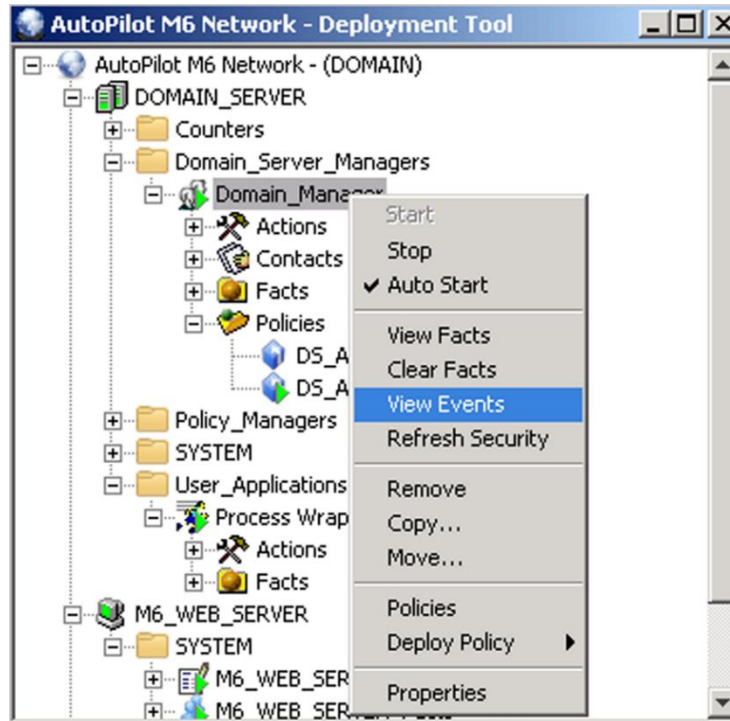 AutoPilot M6 Network - Deployment Tool
AutoPilot M6 Network - (DOMAIN)
DOMAIN_SERVER
Counters
Domain_Server_Managers
Domain_Manager
Actions
Contacts
Facts
Policies
DS_A
DS_A
Policy_Managers
SYSTEM
User_Applications
Process Wrap
Actions
Facts
M6_WEB_SERVER
SYSTEM
M6_WEB_SER
M6_WEB_SER
Start
Stop
Auto Start
View Facts
Clear Facts
View Events
Refresh Security
Remove
Copy...
Move...
Policies
Deploy Policy
Properties